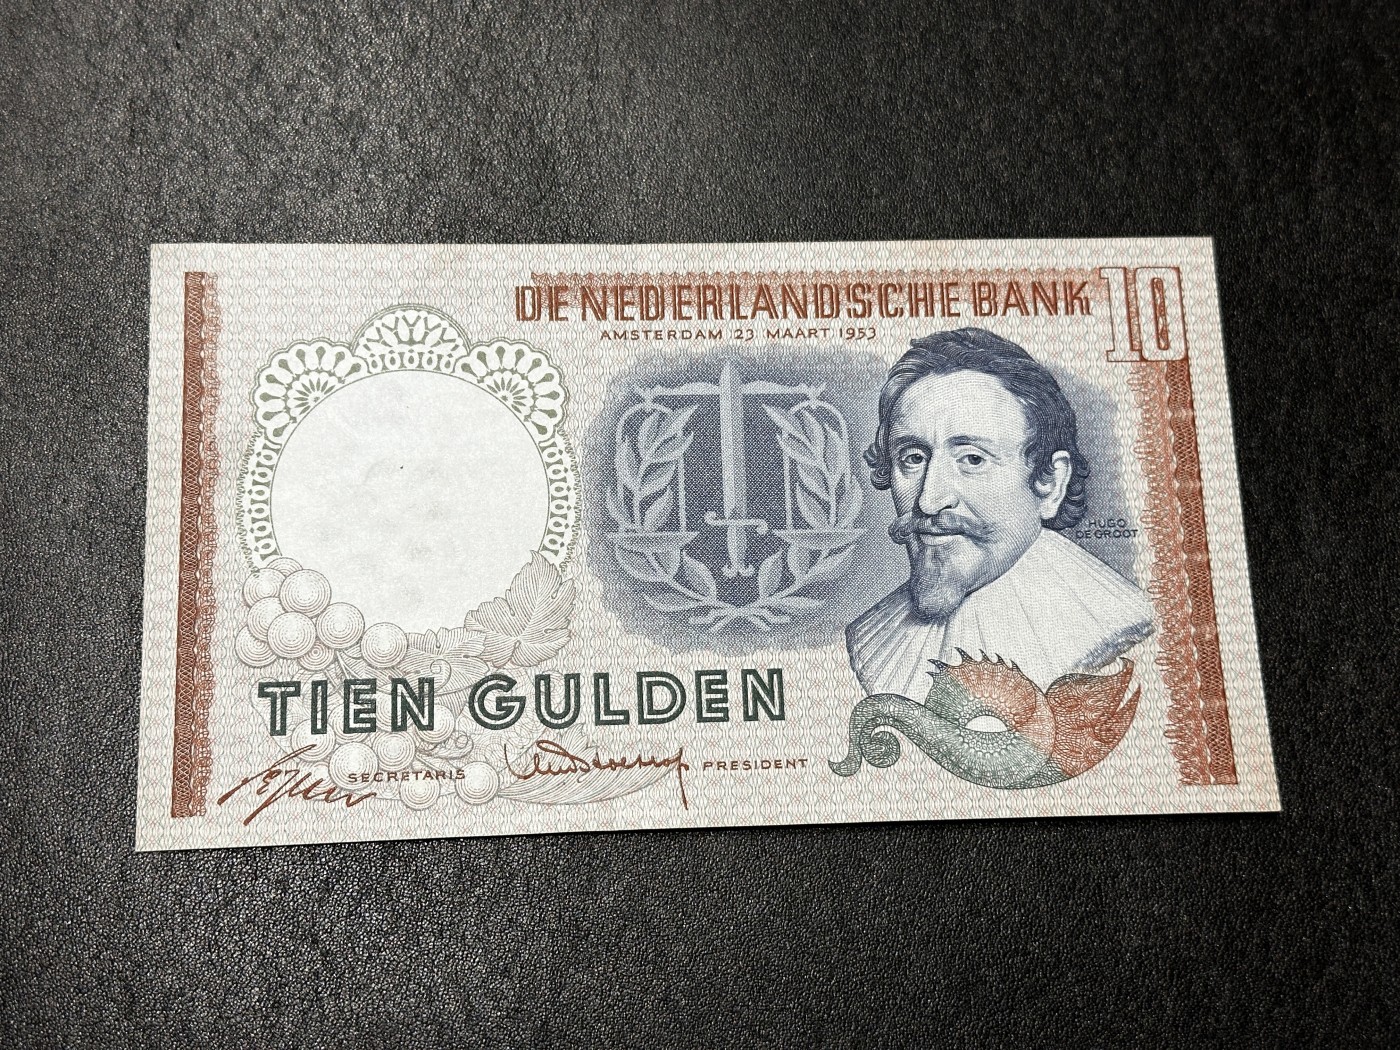 DE NEDERLANDSCHE BANK
10
AMSTERDAM 23 MAART 1953
HUGO
DE GROOT
TIEN GULDEN
SECRETARIS
PRESIDENT